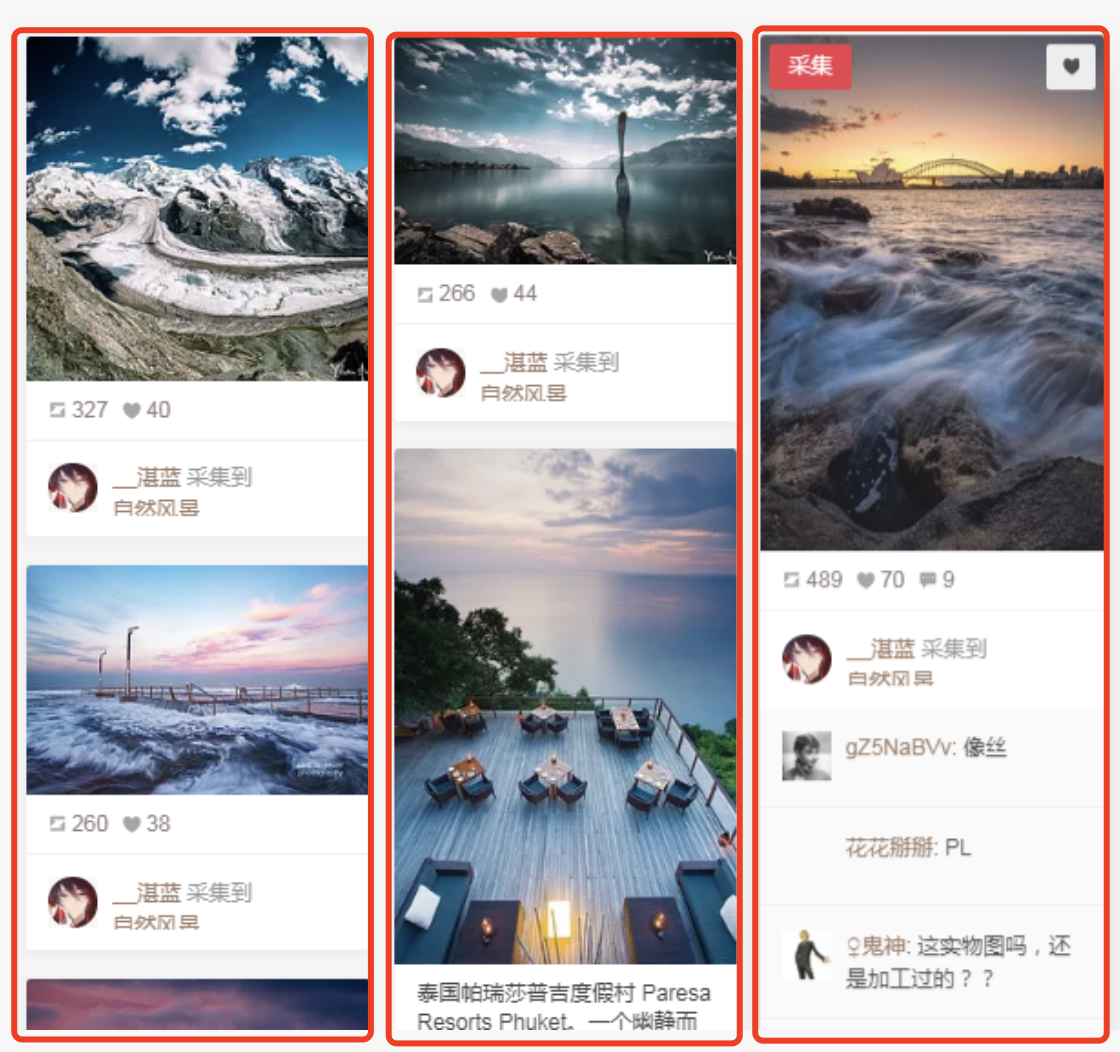 327 40
__湛蓝 采集到
自然风景
260 38
__湛蓝 采集到
自然风景
266 44
__湛蓝 采集到
自然风景
泰国帕瑞莎普吉度假村 Paresa
Resorts Phuket。一个幽静而
采集
489 70 9
__湛蓝 采集到
自然风景
gZ5NaBVv: 像丝
花花掰掰: PL
♀鬼神: 这实物图吗，还
是加工过的？？